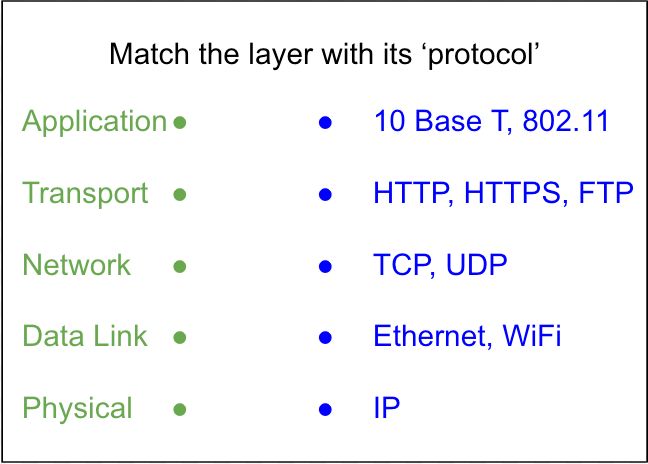 Match the layer with its ‘protocol’
Application ● ● 10 Base T, 802.11
Transport ● ● HTTP, HTTPS, FTP
Network ● ● TCP, UDP
Data Link ● ● Ethernet, WiFi
Physical ● ● IP